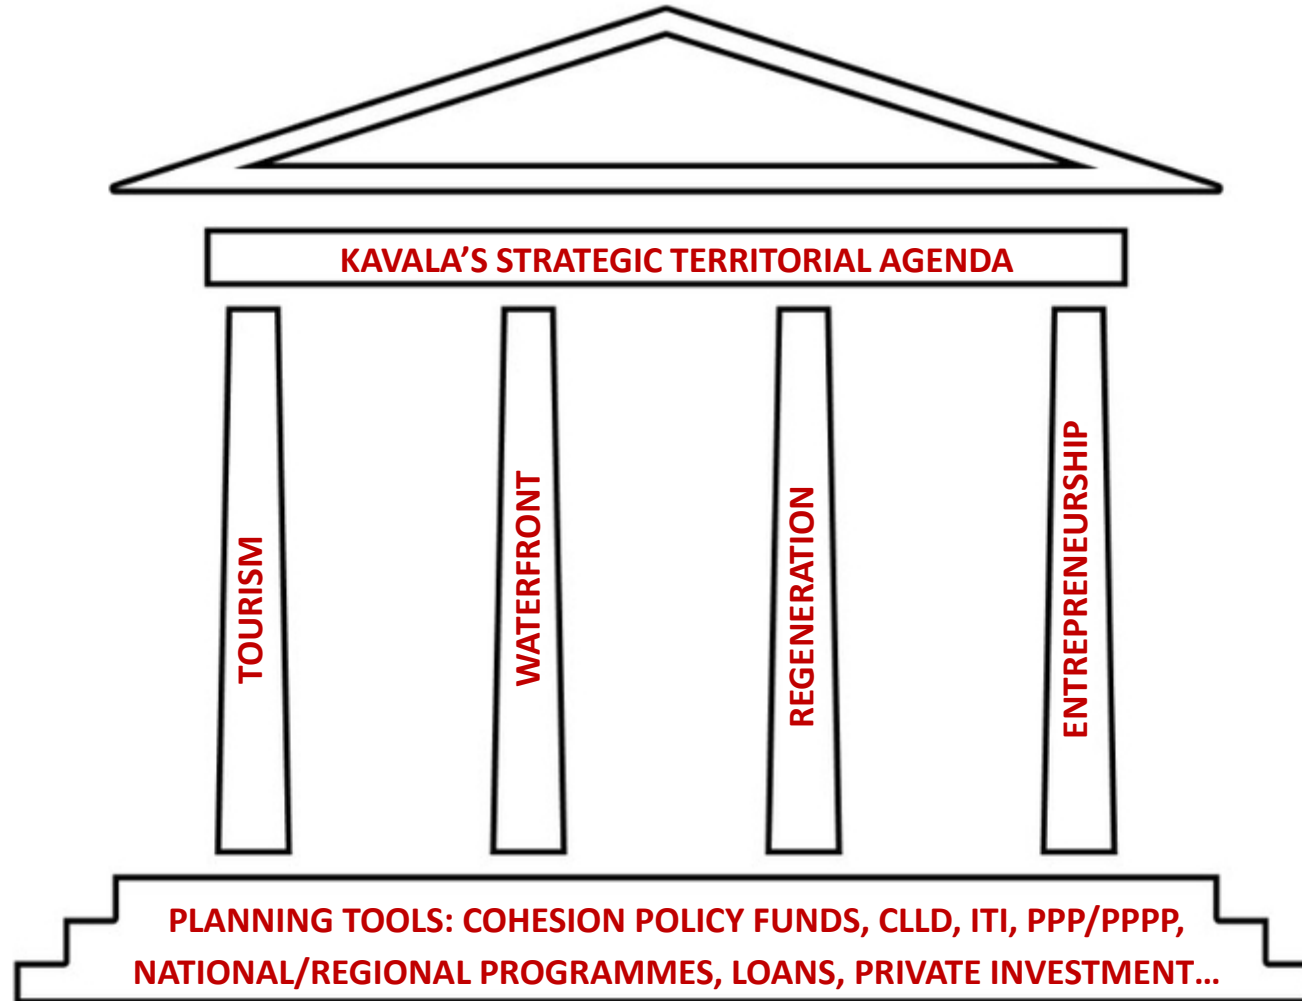 KAVALA’S STRATEGIC TERRITORIAL AGENDA
TOURISM
WATERFRONT
REGENERATION
ENTREPRENEURSHIP
PLANNING TOOLS: COHESION POLICY FUNDS, CLLD, ITI, PPP/PPPP,
NATIONAL/REGIONAL PROGRAMMES, LOANS, PRIVATE INVESTMENT…